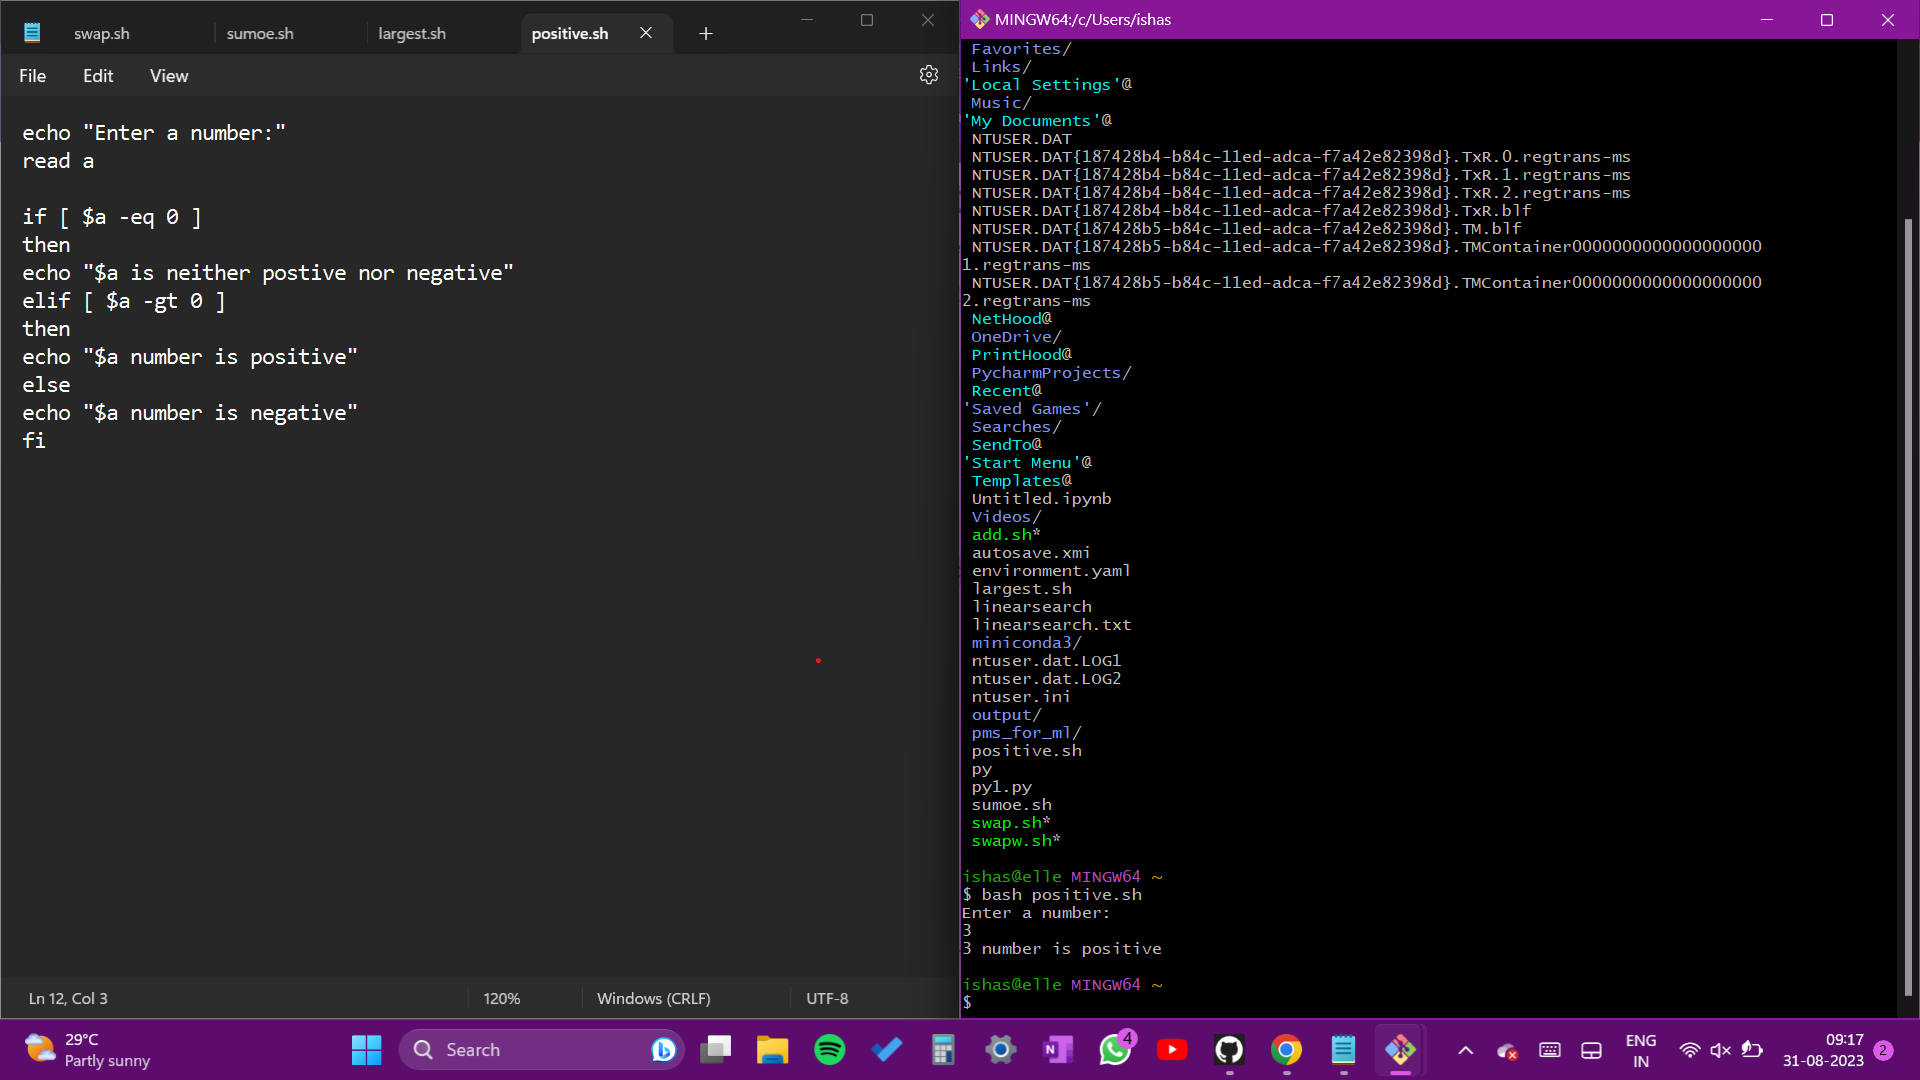 swap.sh
sumoe.sh
largest.sh
positive.sh
File
Edit
View
echo "Enter a number:"
read a
if [ $a -eq 0 ]
then
echo "$a is neither postive nor negative"
elif [ $a -gt 0 ]
then
echo "$a number is positive"
else
echo "$a number is negative"
fi
Ln 12, Col 3
120%
Windows (CRLF)
UTF-8
MINGW64:/c/Users/ishas
Favorites/
Links/
'Local Settings'@
Music/
'My Documents'@
NTUSER.DAT
NTUSER.DAT{187428b4-b84c-11ed-adca-f7a42e82398d}.TxR.0.regtrans-ms
NTUSER.DAT{187428b4-b84c-11ed-adca-f7a42e82398d}.TxR.1.regtrans-ms
NTUSER.DAT{187428b4-b84c-11ed-adca-f7a42e82398d}.TxR.2.regtrans-ms
NTUSER.DAT{187428b4-b84c-11ed-adca-f7a42e82398d}.TxR.blf
NTUSER.DAT{187428b5-b84c-11ed-adca-f7a42e82398d}.TM.blf
NTUSER.DAT{187428b5-b84c-11ed-adca-f7a42e82398d}.TMContainer0000000000000000000
1.regtrans-ms
NTUSER.DAT{187428b5-b84c-11ed-adca-f7a42e82398d}.TMContainer0000000000000000000
2.regtrans-ms
NetHood@
OneDrive/
PrintHood@
PycharmProjects/
Recent@
'Saved Games'/
Searches/
SendTo@
'Start Menu'@
Templates@
Untitled.ipynb
Videos/
add.sh*
autosave.xmi
environment.yaml
largest.sh
linearsearch
linearsearch.txt
miniconda3/
ntuser.dat.LOG1
ntuser.dat.LOG2
ntuser.ini
output/
pms_for_ml/
positive.sh
py
py1.py
sumoe.sh
swap.sh*
swapw.sh*
ishas@elle MINGW64 ~
$ bash positive.sh
Enter a number:
3
3 number is positive
ishas@elle MINGW64 ~
$
29°C
Partly sunny
Search
4
ENG
IN
09:17
31-08-2023
2